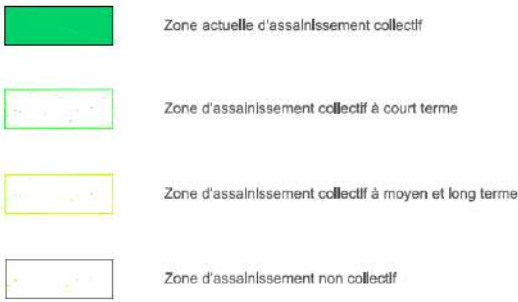 Zone actuelle d'assainissement collectif
Zone d'assainissement collectif à court terme
Zone d'assainissement collectif à moyen et long terme
Zone d'assainissement non collectif